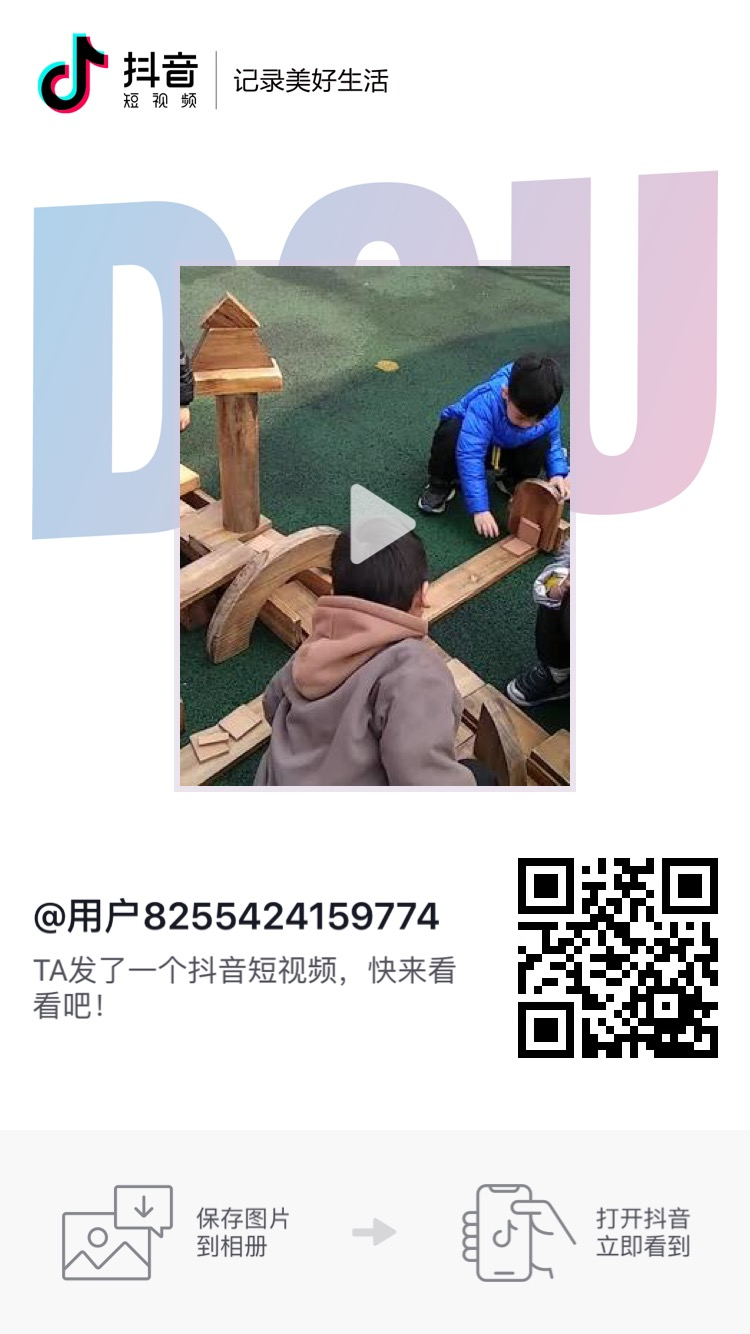 抖音
短视频
记录美好生活
DOU
@用户8255424159774
TA发了一个抖音短视频，快来看
看吧！
保存图片
到相册
打开抖音
立即看到